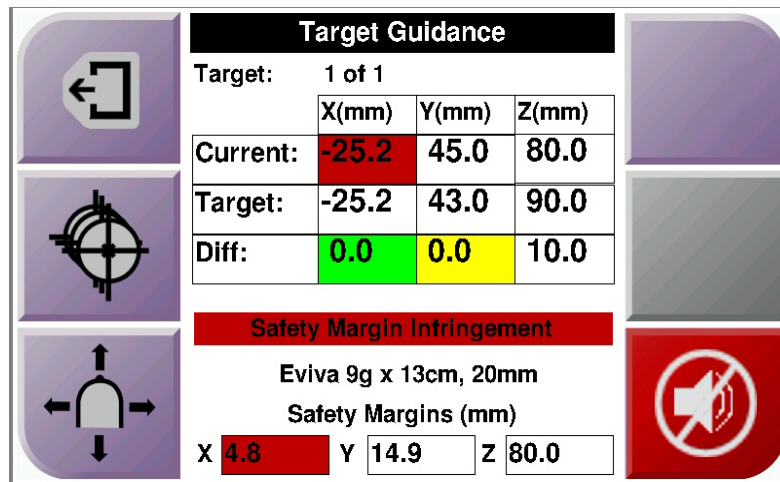 Target Guidance
Target: 1 of 1
X(mm) Y(mm) Z(mm)
Current: -25.2 45.0 80.0
Target: -25.2 43.0 90.0
Diff: 0.0 0.0 10.0
Safety Margin Infringement
Eviva 9g x 13cm, 20mm
Safety Margins (mm)
X 4.8 Y 14.9 Z 80.0